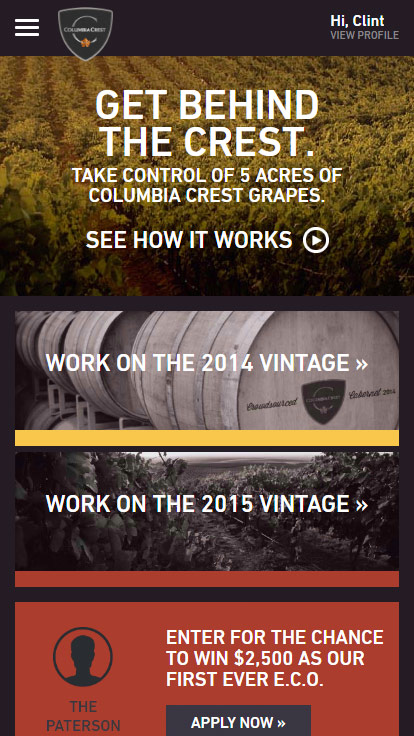 COLUMBIA CREST
Hi, Clint
VIEW PROFILE
GET BEHIND
THE CREST.
TAKE CONTROL OF 5 ACRES OF
COLUMBIA CREST GRAPES.
SEE HOW IT WORKS
WORK ON THE 2014 VINTAGE »
Crowdsourced
Cabernet 2014
WORK ON THE 2015 VINTAGE »
ENTER FOR THE CHANCE
TO WIN $2,500 AS OUR
FIRST EVER E.C.O.
THE
PATERSON
APPLY NOW »